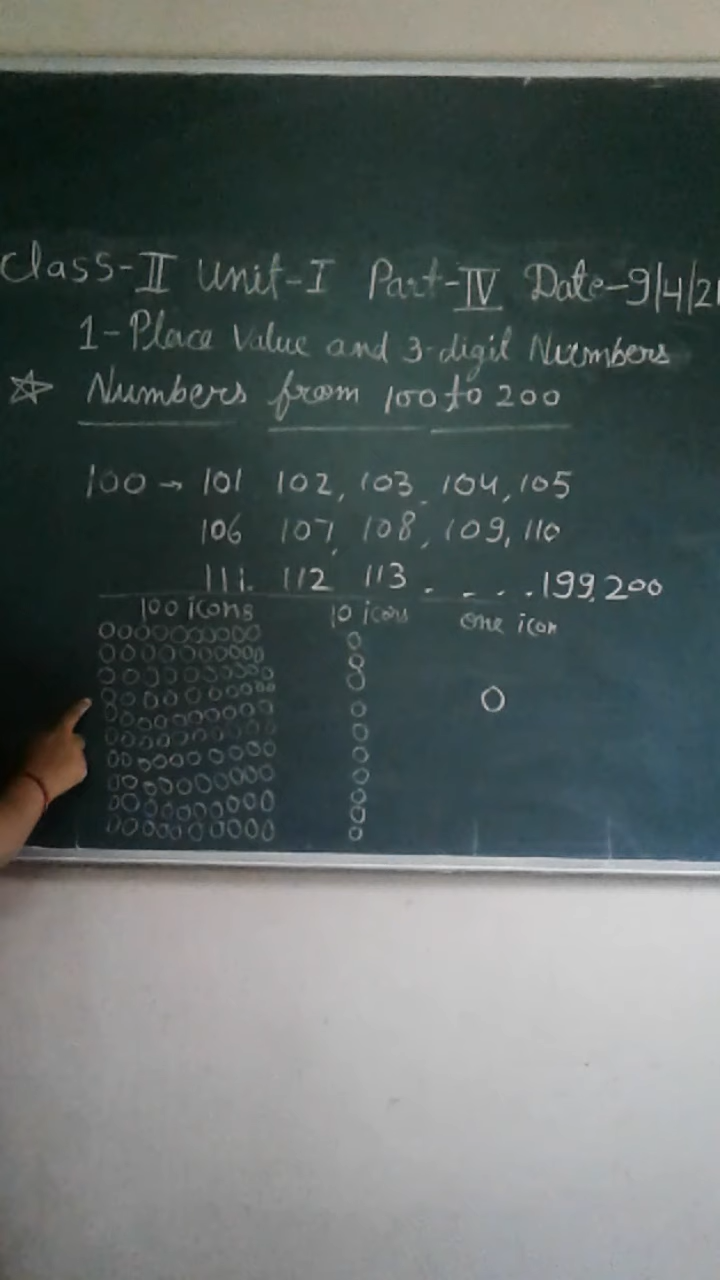 Class-II Unit-I Part-IV Date-9/4/21
1-Place Value and 3-digit Numbers
☆ Numbers from 100 to 200
100 → 101 102, 103, 104, 105
106 107, 108, 109, 110
111. 112 113 . - . . .199,200
100 icons 10 icons one icon